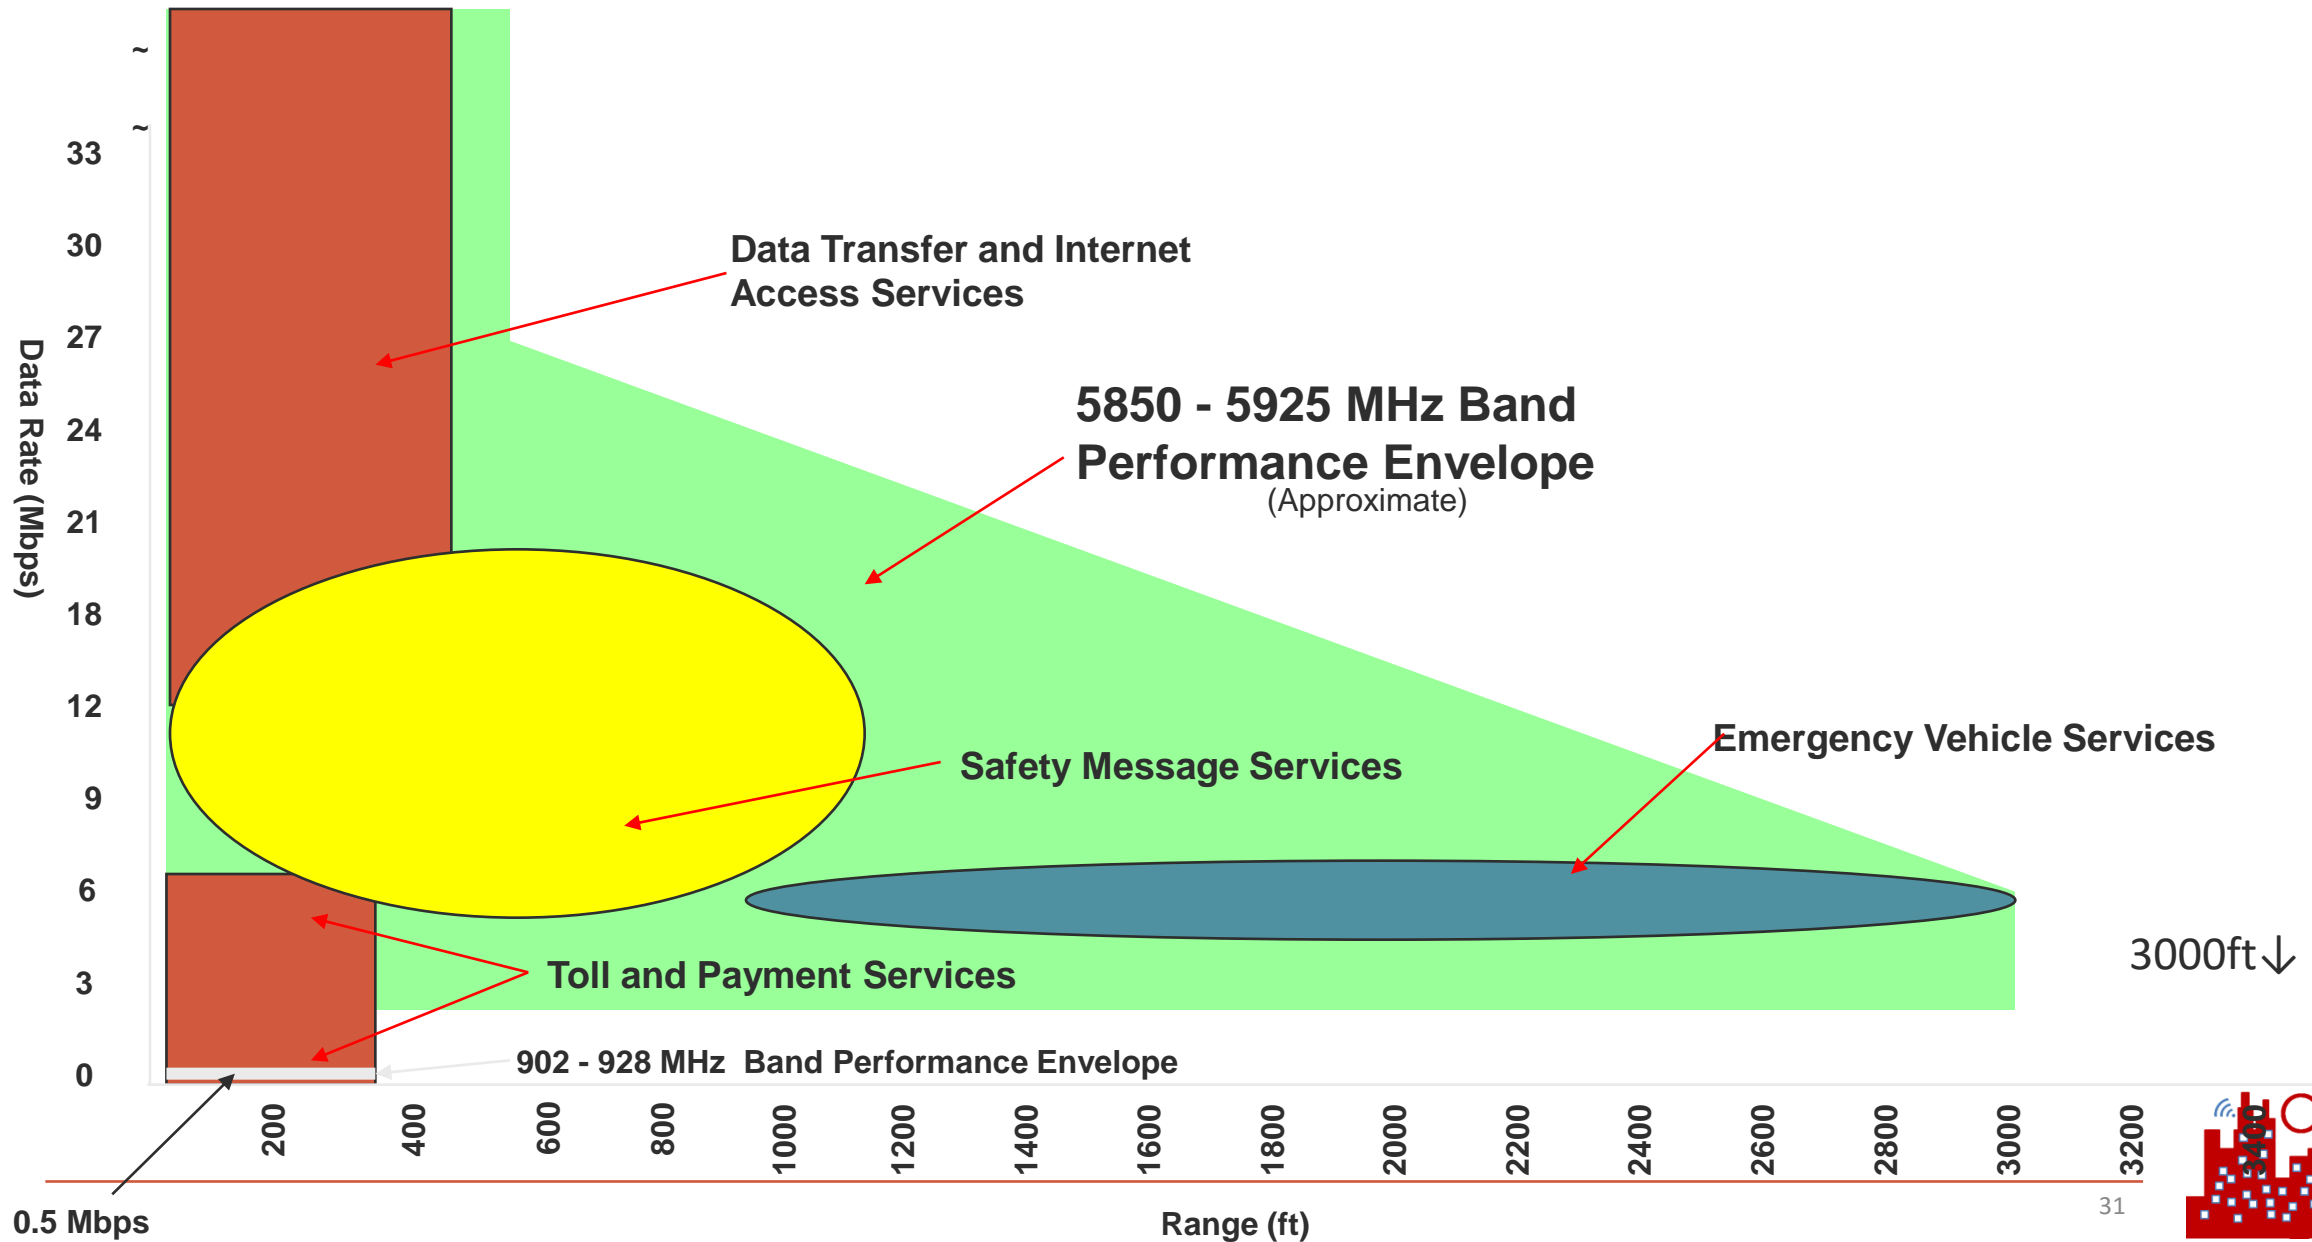 ~
~
33
30
27
24
21
18
12
9
6
3
0
Data Rate (Mbps)
Data Transfer and Internet
Access Services
5850 - 5925 MHz Band
Performance Envelope
(Approximate)
Emergency Vehicle Services
Safety Message Services
3000ft↓
Toll and Payment Services
902 - 928 MHz  Band Performance Envelope
200
400
600
800
1000
1200
1400
1600
1800
2000
2200
2400
2600
2800
3000
3200
3400
0.5 Mbps
Range (ft)
31